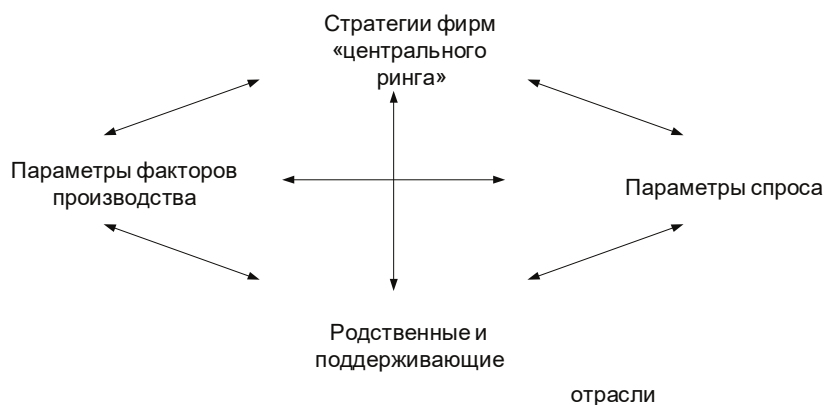 Стратегии фирм
«центрального
ринга»
Параметры факторов
производства
Параметры спроса
Родственные и
поддерживающие
отрасли